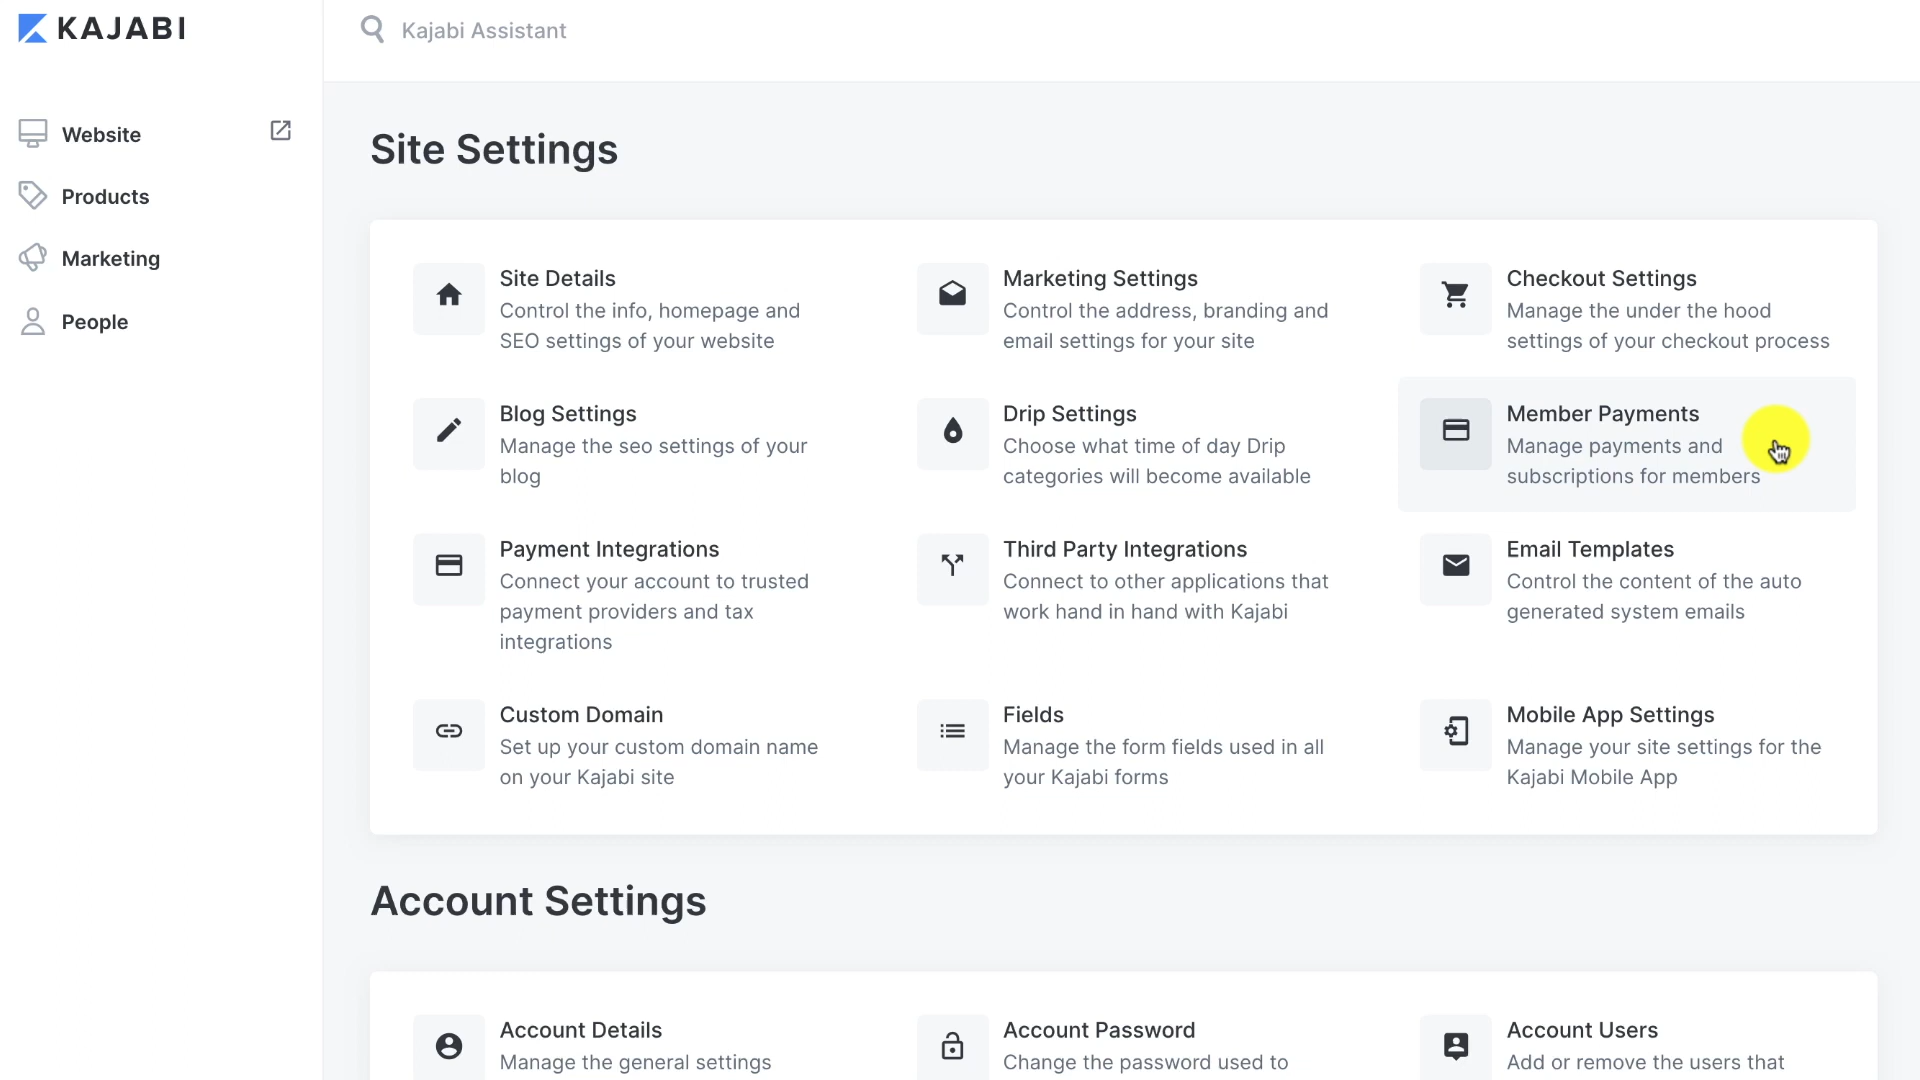 KAJABI
Kajabi Assistant
Website
Products
Marketing
People
Site Settings
Site Details
Control the info, homepage and
SEO settings of your website
Marketing Settings
Control the address, branding and
email settings for your site
Checkout Settings
Manage the under the hood
settings of your checkout process
Blog Settings
Manage the seo settings of your
blog
Drip Settings
Choose what time of day Drip
categories will become available
Member Payments
Manage payments and
subscriptions for members
Payment Integrations
Connect your account to trusted
payment providers and tax
integrations
Third Party Integrations
Connect to other applications that
work hand in hand with Kajabi
Email Templates
Control the content of the auto
generated system emails
Custom Domain
Set up your custom domain name
on your Kajabi site
Fields
Manage the form fields used in all
your Kajabi forms
Mobile App Settings
Manage your site settings for the
Kajabi Mobile App
Account Settings
Account Details
Manage the general settings
Account Password
Change the password used to
Account Users
Add or remove the users that